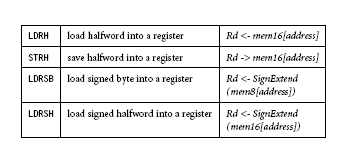 LDRH load halfword into a register Rd <- mem16[address]
STRH save halfword into a register Rd -> mem16[address]
LDRSB load signed byte into a register Rd <- SignExtend
(mem8[address])
LDRSH load signed halfword into a register Rd <- SignExtend
(mem16[address])